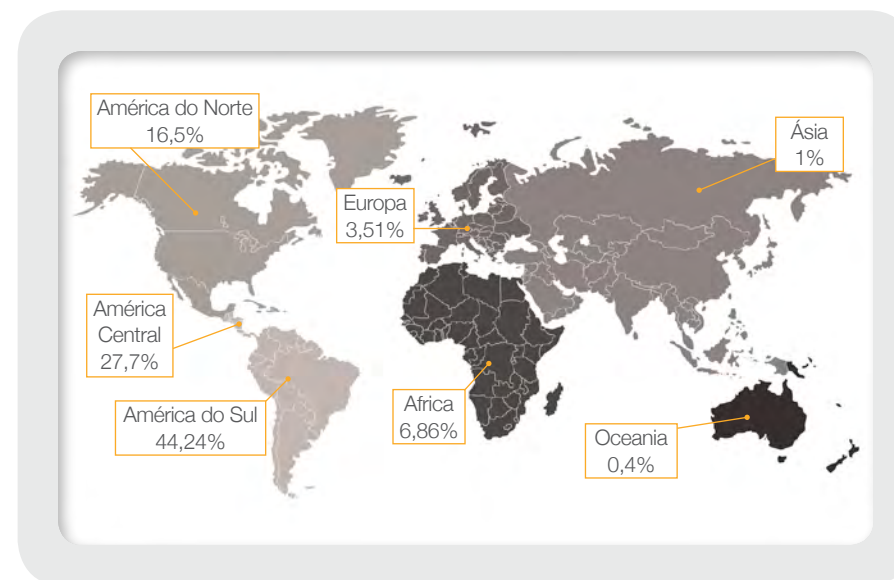 América do Norte
16,5%
Ásia
1%
Europa
3,51%
América
Central
27,7%
América do Sul
44,24%
Africa
6,86%
Oceania
0,4%